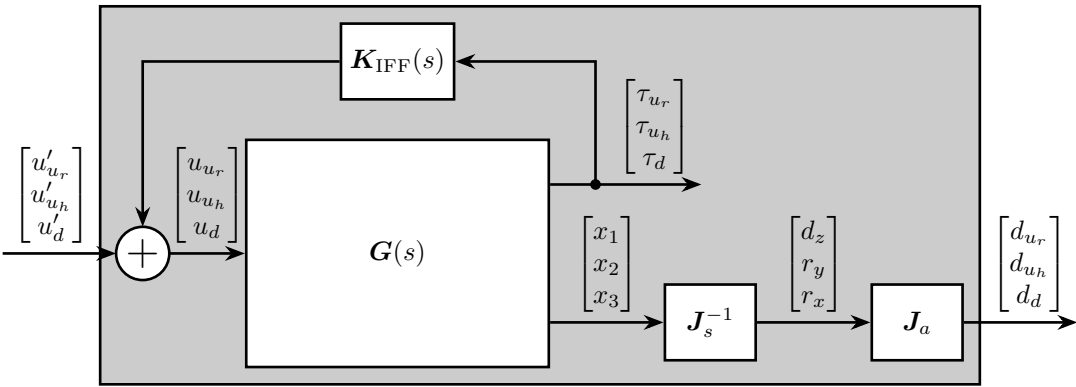 K_IFF(s)
[τ_{u_r}
τ_{u_h}
τ_d]
[u'_{u_r}
u'_{u_h}
u'_d]
+
[u_{u_r}
u_{u_h}
u_d]
G(s)
[x_1
x_2
x_3]
J_s^{-1}
[d_z
r_y
r_x]
J_a
[d_{u_r}
d_{u_h}
d_d]